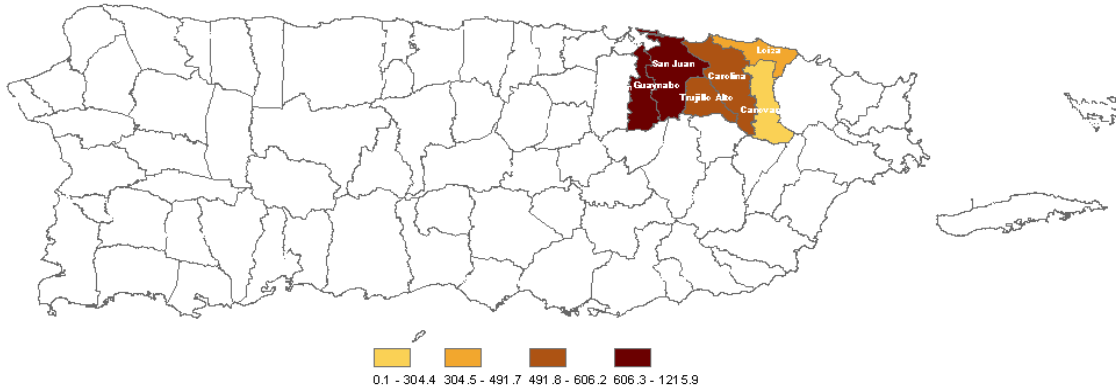 Loiza
San Juan
Carolina
Guaynabo
Trujillo Alto
Canovan
0.1 - 304.4 304.5 - 491.7 491.8 - 606.2 606.3 - 1215.9